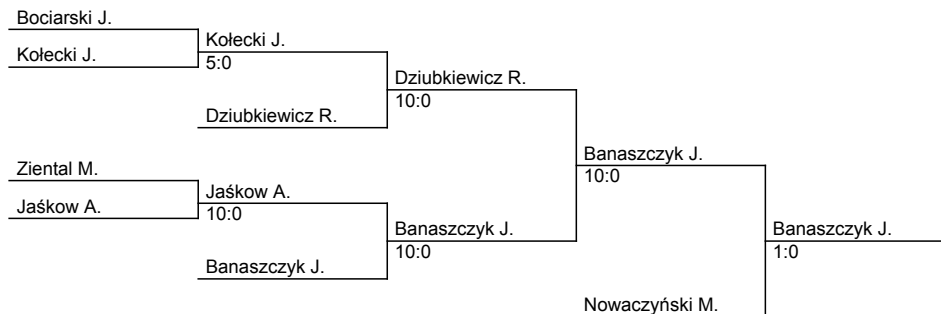 Bociarski J.
Kołecki J.
Kołecki J.
5:0
Dziubkiewicz R.
Dziubkiewicz R.
10:0
Ziental M.
Jaśkow A.
Jaśkow A.
10:0
Banaszczyk J.
Banaszczyk J.
10:0
Banaszczyk J.
10:0
Nowaczyński M.
Banaszczyk J.
1:0